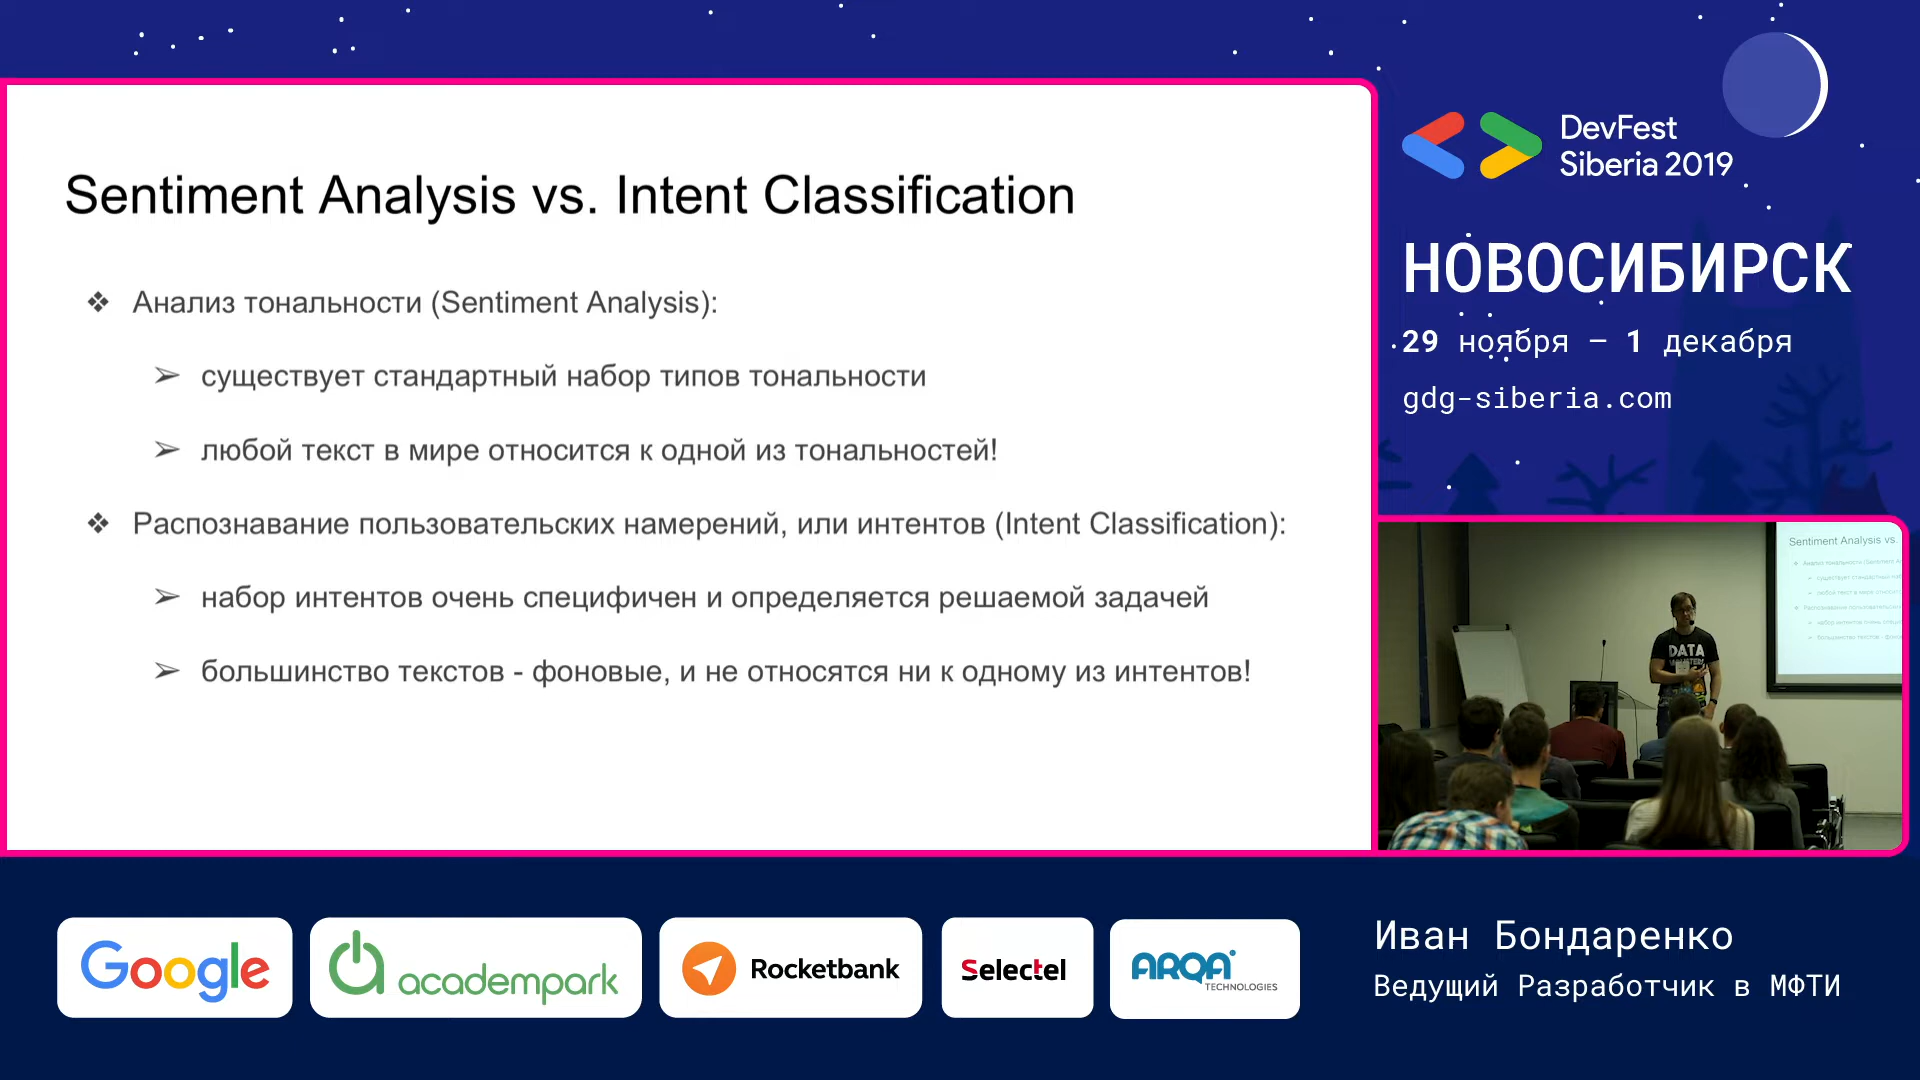 Sentiment Analysis vs. Intent Classification
❖ Анализ тональности (Sentiment Analysis):
➢ существует стандартный набор типов тональности
➢ любой текст в мире относится к одной из тональностей!
❖ Распознавание пользовательских намерений, или интентов (Intent Classification):
➢ набор интентов очень специфичен и определяется решаемой задачей
➢ большинство текстов - фоновые, и не относятся ни к одному из интентов!
DevFest
Siberia 2019
НОВОСИБИРСК
29 ноября – 1 декабря
gdg-siberia.com
Sentiment Analysis vs.
DATA
Google
academpark
Rocketbank
Selectel
ARQA
TECHNOLOGIES
Иван Бондаренко
Ведущий Разработчик в МФТИ